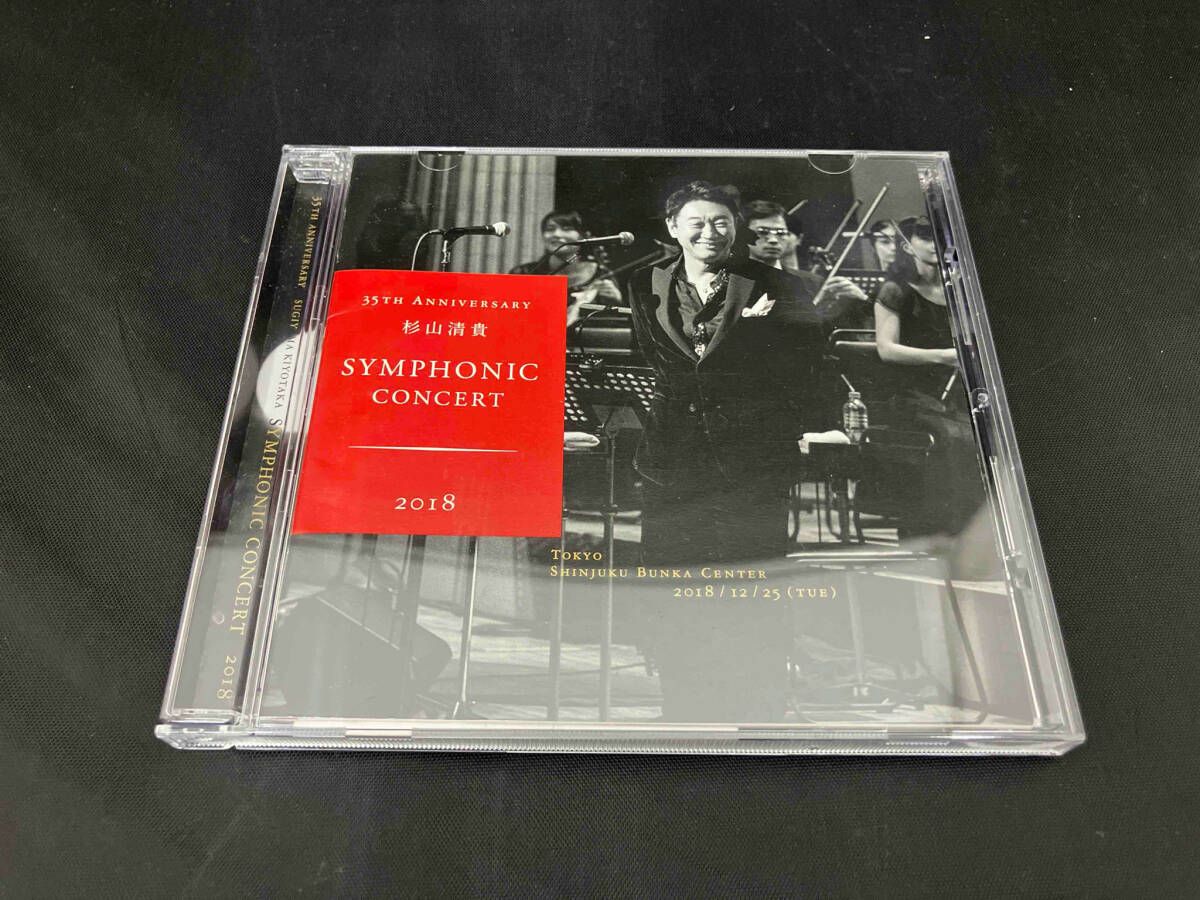 35TH ANNIVERSARY
杉山清貴
SYMPHONIC
CONCERT
2018
TOKYO
SHINJUKU BUNKA CENTER
2018/12/25 (TUE)
35TH ANNIVERSARY KIYOTAKA SYMPHONIC CONCERT 2018